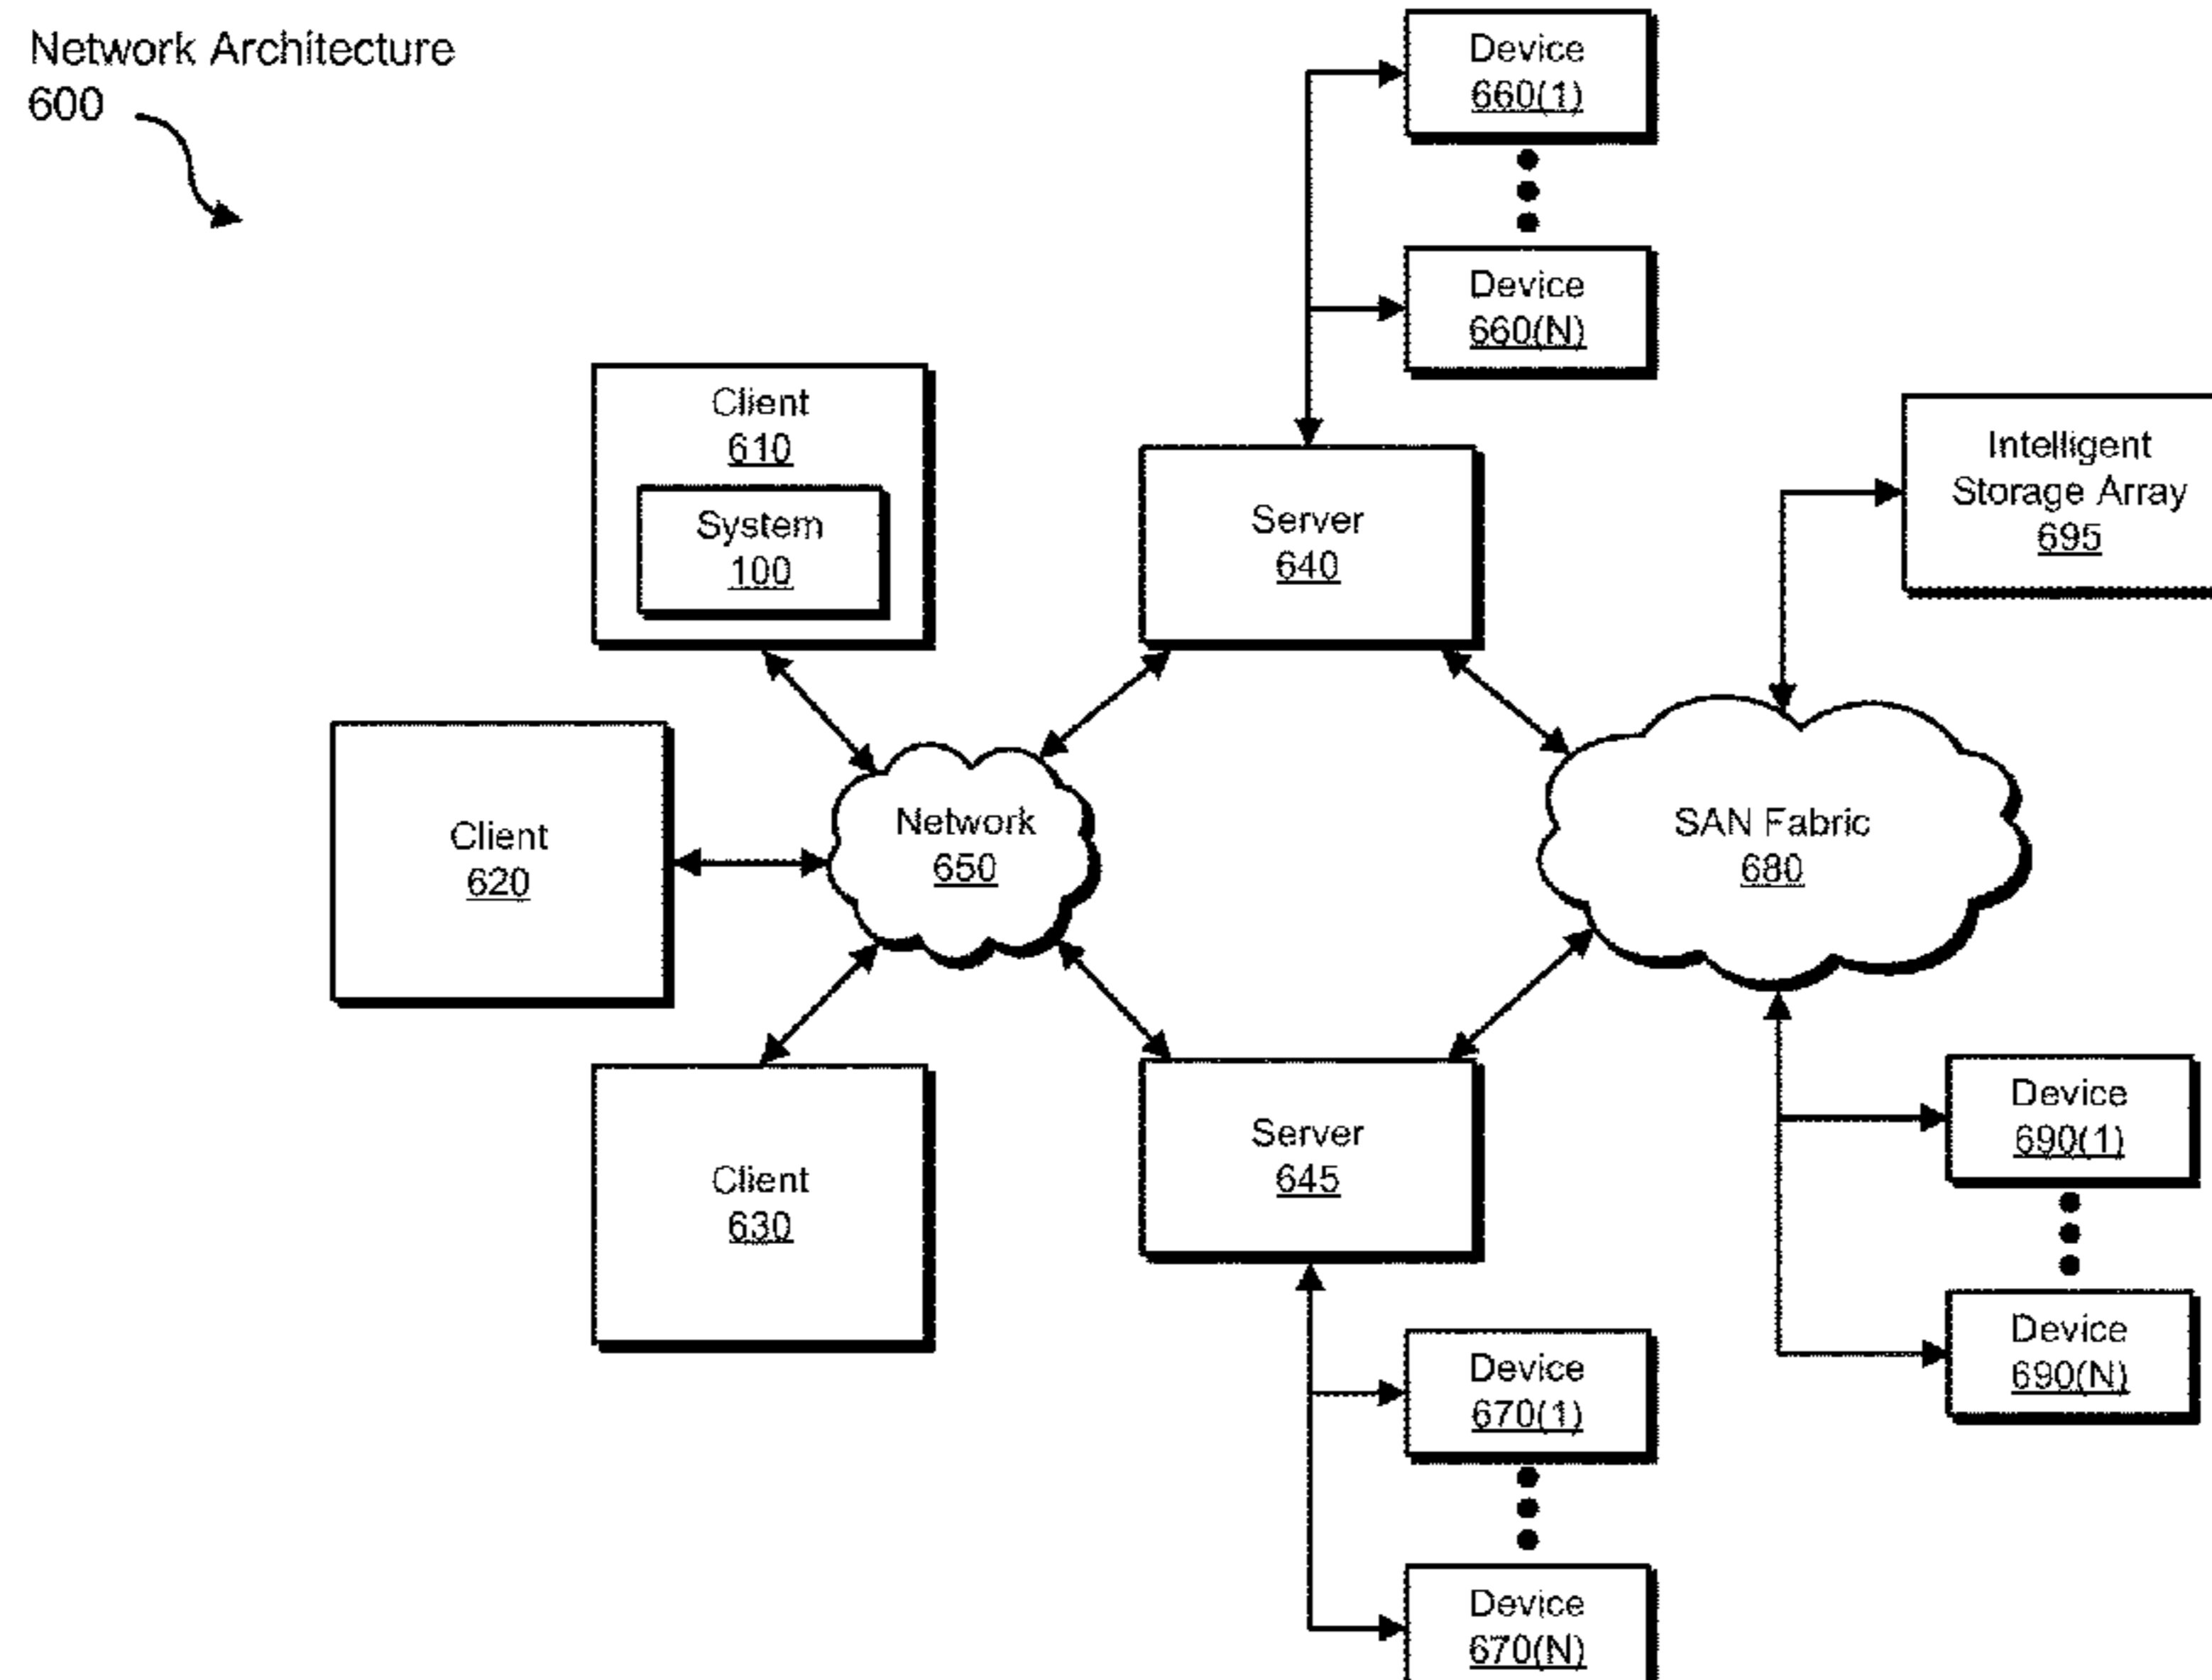 Network Architecture
600
Device
660(1)
Device
660(N)
Client
610
System
100
Server
640
Intelligent
Storage Array
695
Client
620
Network
650
SAN Fabric
680
Client
630
Server
645
Device
690(1)
Device
690(N)
Device
670(1)
Device
670(N)